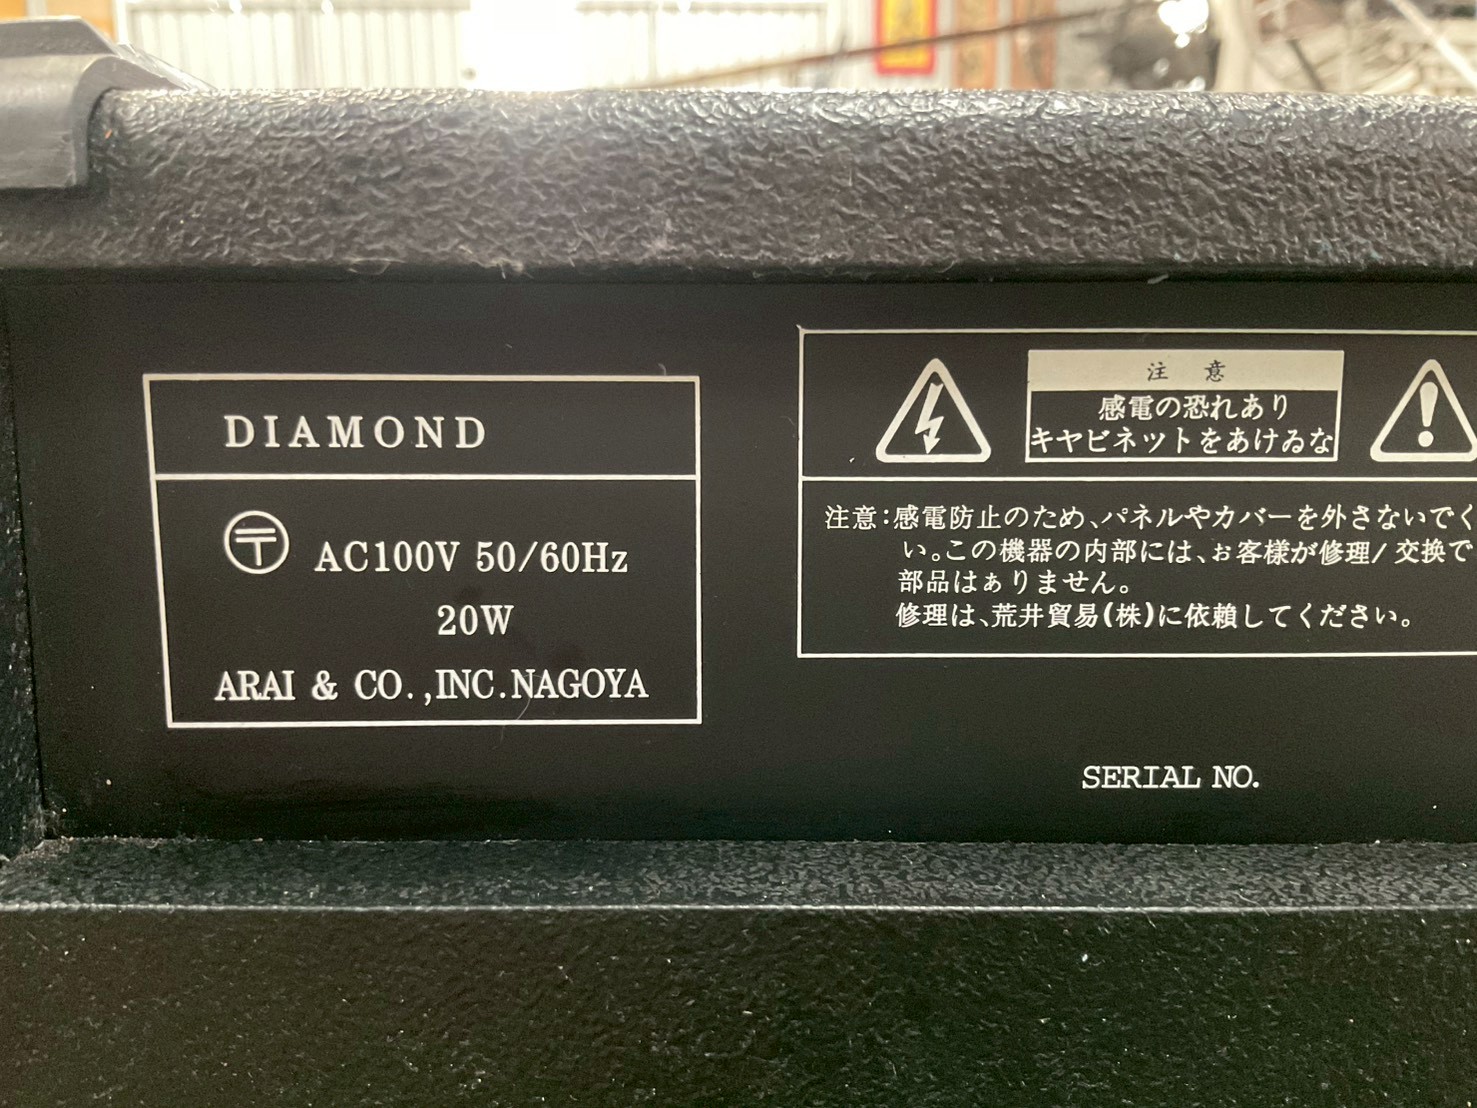 DIAMOND
〒 AC100V 50/60Hz
20W
ARAI & CO.,INC.NAGOYA
注 意
感電の恐れあり
キヤビネットをあけゐな
注意:感電防止のため、パネルやカバーを外さないでく
い。この機器の内部には、お客様が修理/交換で
部品はぁりません。
修理は、荒井貿易(株)に依頼してください。
SERIAL NO.